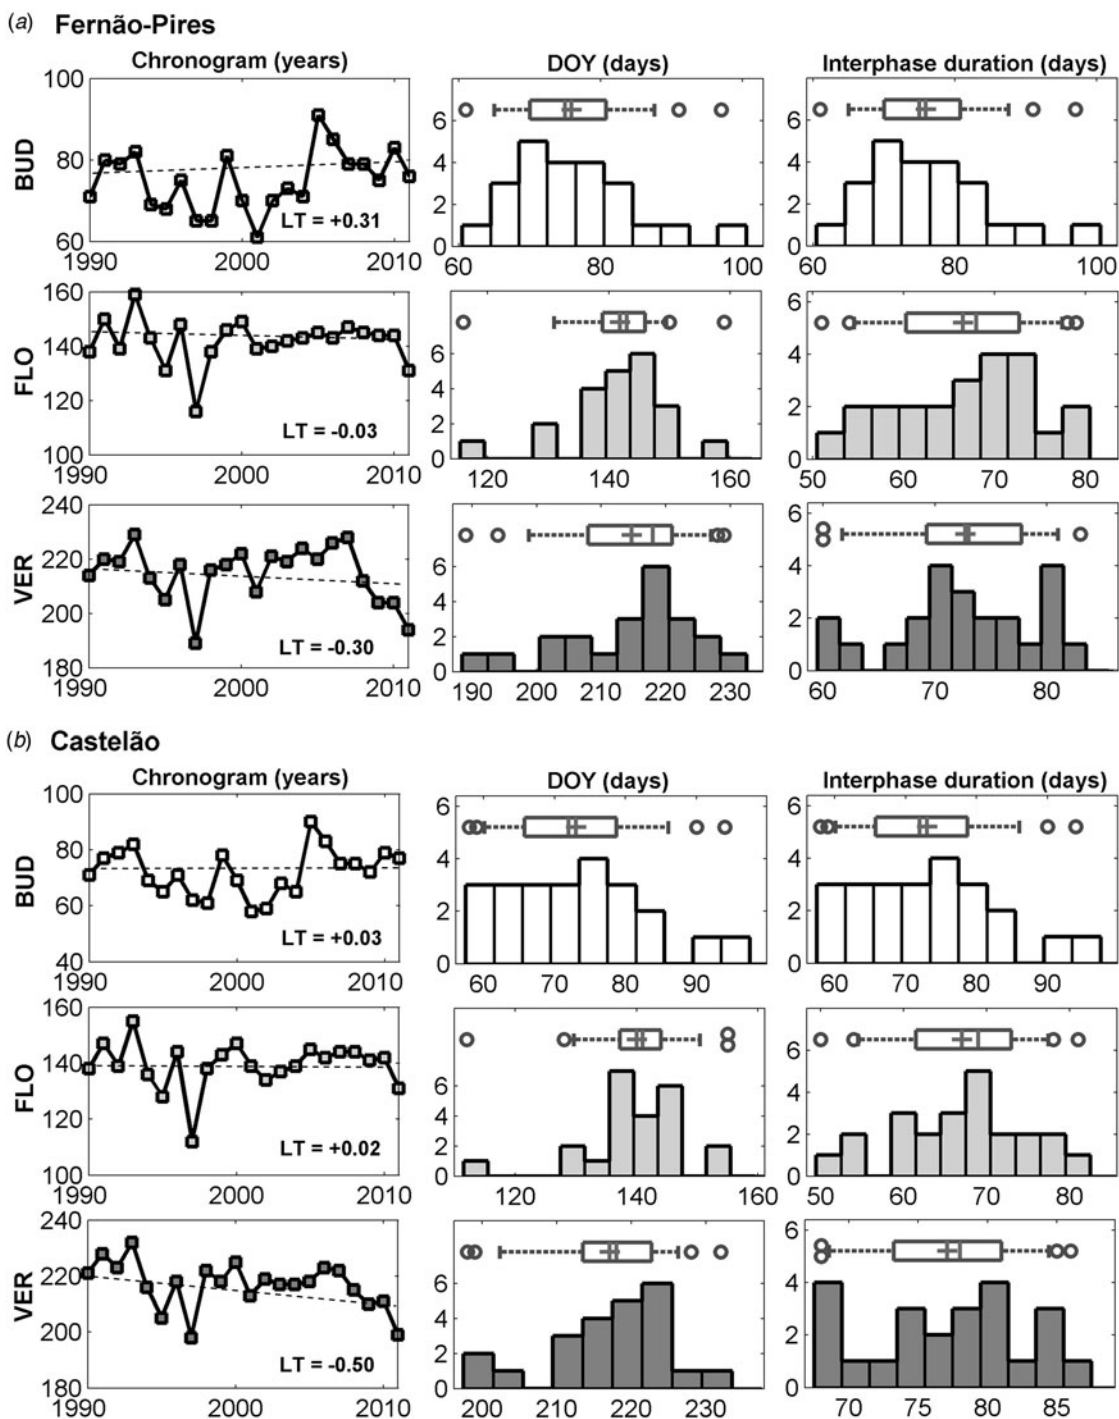 (a) Fernão-Pires
Chronogram (years) DOY (days) Interphase duration (days)
BUD
100
80
60
1990 2000 2010
LT = +0.31
6
4
2
0
60 80 100
6
4
2
0
60 70 80 90 100
FLO
160
140
120
100
1990 2000 2010
LT = -0.03
6
4
2
0
120 140 160
6
4
2
0
50 60 70 80
VER
240
220
200
180
1990 2000 2010
LT = -0.30
6
4
2
0
190 200 210 220 230
6
4
2
0
60 70 80
(b) Castelão
Chronogram (years) DOY (days) Interphase duration (days)
BUD
100
80
60
40
1990 2000 2010
LT = +0.03
6
4
2
0
60 70 80 90
6
4
2
0
60 70 80 90
FLO
160
140
120
100
1990 2000 2010
LT = +0.02
6
4
2
0
120 140 160
6
4
2
0
50 60 70 80
VER
240
220
200
180
1990 2000 2010
LT = -0.50
6
4
2
0
200 210 220 230
6
4
2
0
70 75 80 85